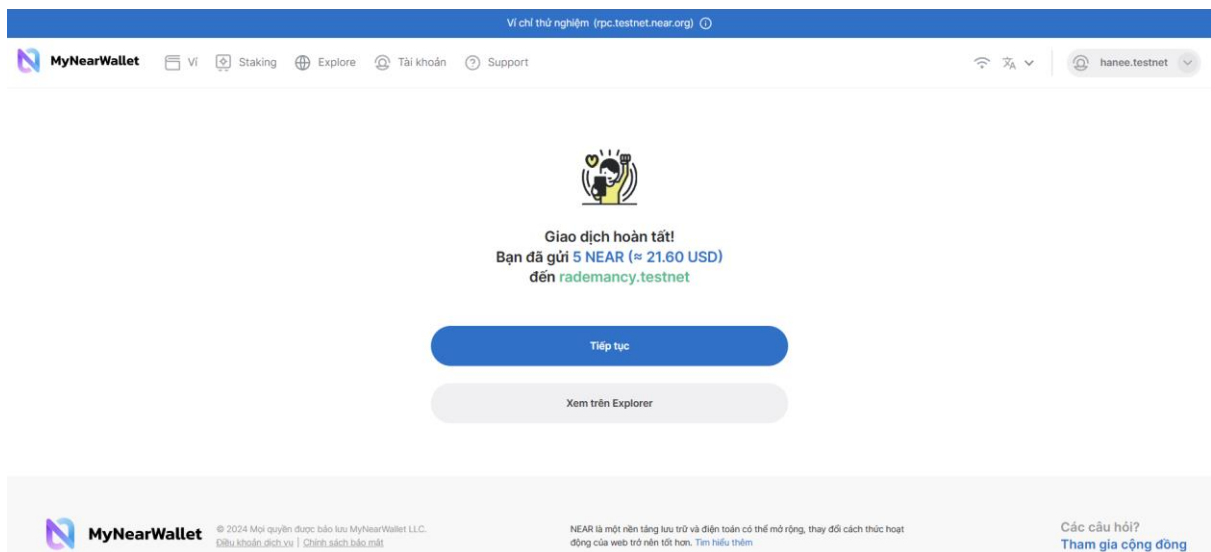 Ví chỉ thử nghiệm (rpc.testnet.near.org)
MyNearWallet Ví Staking Explore Tài khoản Support hanee.testnet
Giao dịch hoàn tất!
Bạn đã gửi 5 NEAR (≈ 21.60 USD)
đến rademancy.testnet
Tiếp tục
Xem trên Explorer
MyNearWallet
© 2024 Mọi quyền được bảo lưu MyNearWallet LLC.
Điều khoản dịch vụ | Chính sách bảo mật
NEAR là một nền tảng lưu trữ và điện toán có thể mở rộng, thay đổi cách thức hoạt
động của web trở nên tốt hơn. Tìm hiểu thêm
Các câu hỏi?
Tham gia cộng đồng